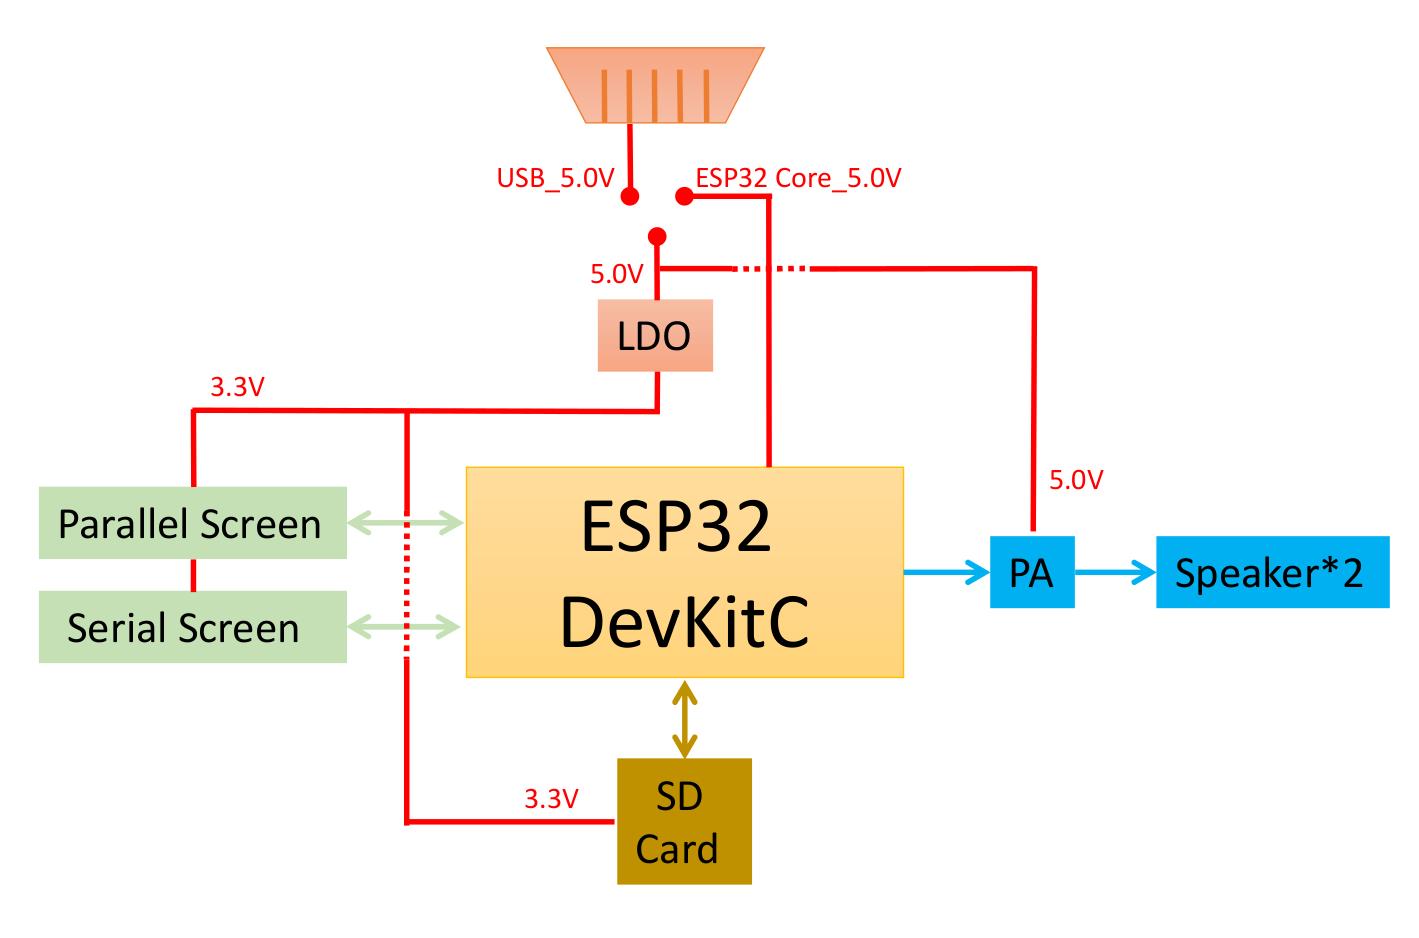 USB_5.0V
ESP32 Core_5.0V
5.0V
LDO
3.3V
Parallel Screen
Serial Screen
ESP32
DevKitC
5.0V
PA
Speaker*2
3.3V
SD
Card